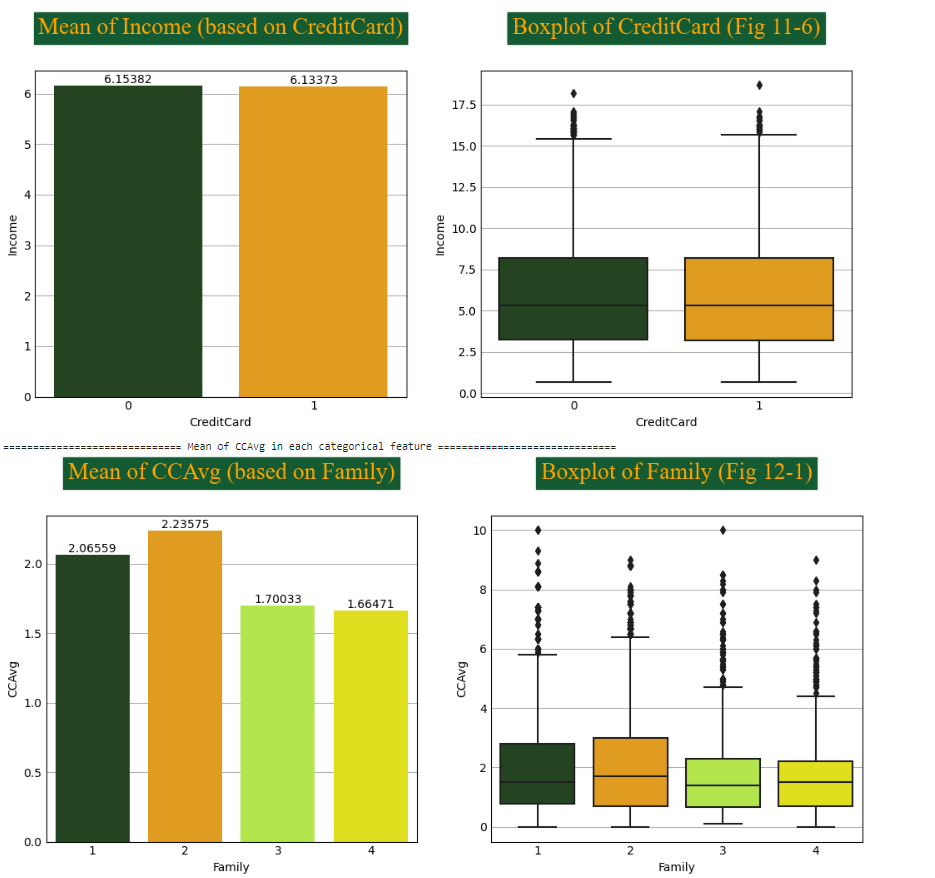 Mean of Income (based on CreditCard)
6.15382
6.13373
6
5
4
3
2
1
0
Income
0 1
CreditCard
Boxplot of CreditCard (Fig 11-6)
17.5
15.0
12.5
10.0
7.5
5.0
2.5
0.0
Income
0 1
CreditCard
============================ Mean of CCAvg in each categorical feature ============================
Mean of CCAvg (based on Family)
2.06559
2.23575
1.70033
1.66471
2.0
1.5
1.0
0.5
0.0
CCAvg
1 2 3 4
Family
Boxplot of Family (Fig 12-1)
10
8
6
4
2
0
CCAvg
1 2 3 4
Family